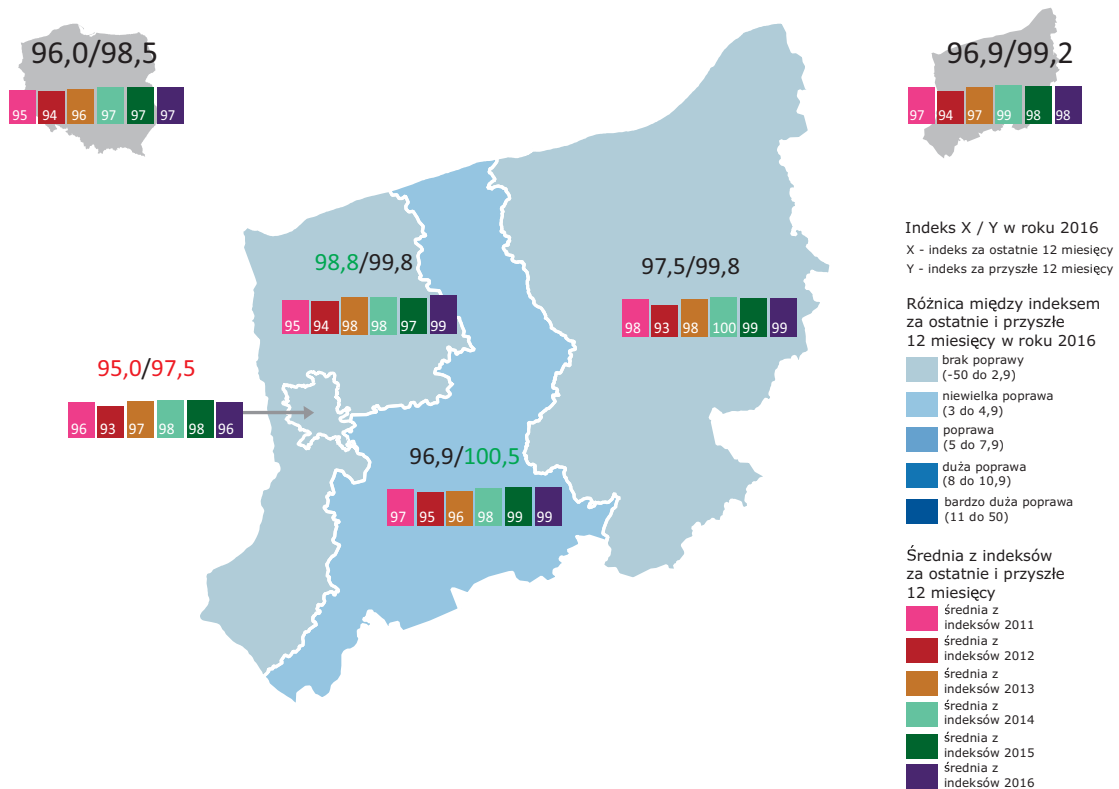 96,0/98,5
95 94 96 97 97 97
96,9/99,2
97 94 97 99 98 98
98,8/99,8
95 94 98 98 97 99
97,5/99,8
98 93 98 100 99 99
95,0/97,5
96 93 97 98 98 96
96,9/100,5
97 95 96 98 99 99
Indeks X / Y w roku 2016
X - indeks za ostatnie 12 miesięcy
Y - indeks za przyszłe 12 miesięcy
Różnica między indeksem
za ostatnie i przyszłe
12 miesięcy w roku 2016
brak poprawy
(-50 do 2,9)
niewielka poprawa
(3 do 4,9)
poprawa
(5 do 7,9)
duża poprawa
(8 do 10,9)
bardzo duża poprawa
(11 do 50)
Średnia z indeksów
za ostatnie i przyszłe
12 miesięcy
średnia z
indeksów 2011
średnia z
indeksów 2012
średnia z
indeksów 2013
średnia z
indeksów 2014
średnia z
indeksów 2015
średnia z
indeksów 2016